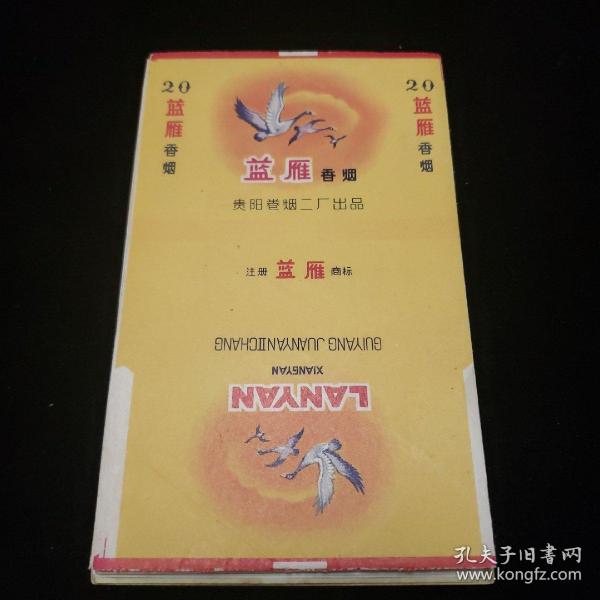 20
蓝雁
香烟
20
蓝雁
香烟
蓝雁 香烟
贵阳卷烟二厂出品
注册 蓝雁 商标
GUIYANG JUANYANⅡCHANG
XIANGYAN
LANYAN
孔夫子旧書网
www.kongfz.com